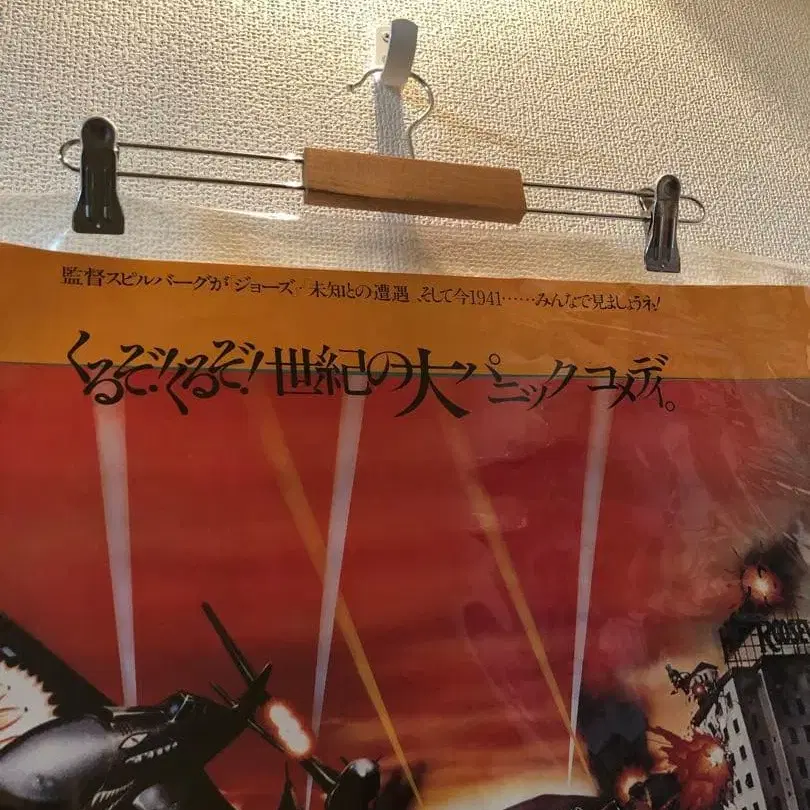 監督スピルバーグが「ジョーズ」「未知との遭遇」、そして今1941……みんなで見ましょうネ!
くるぞ!くるぞ!世紀の大パニックコメディ。